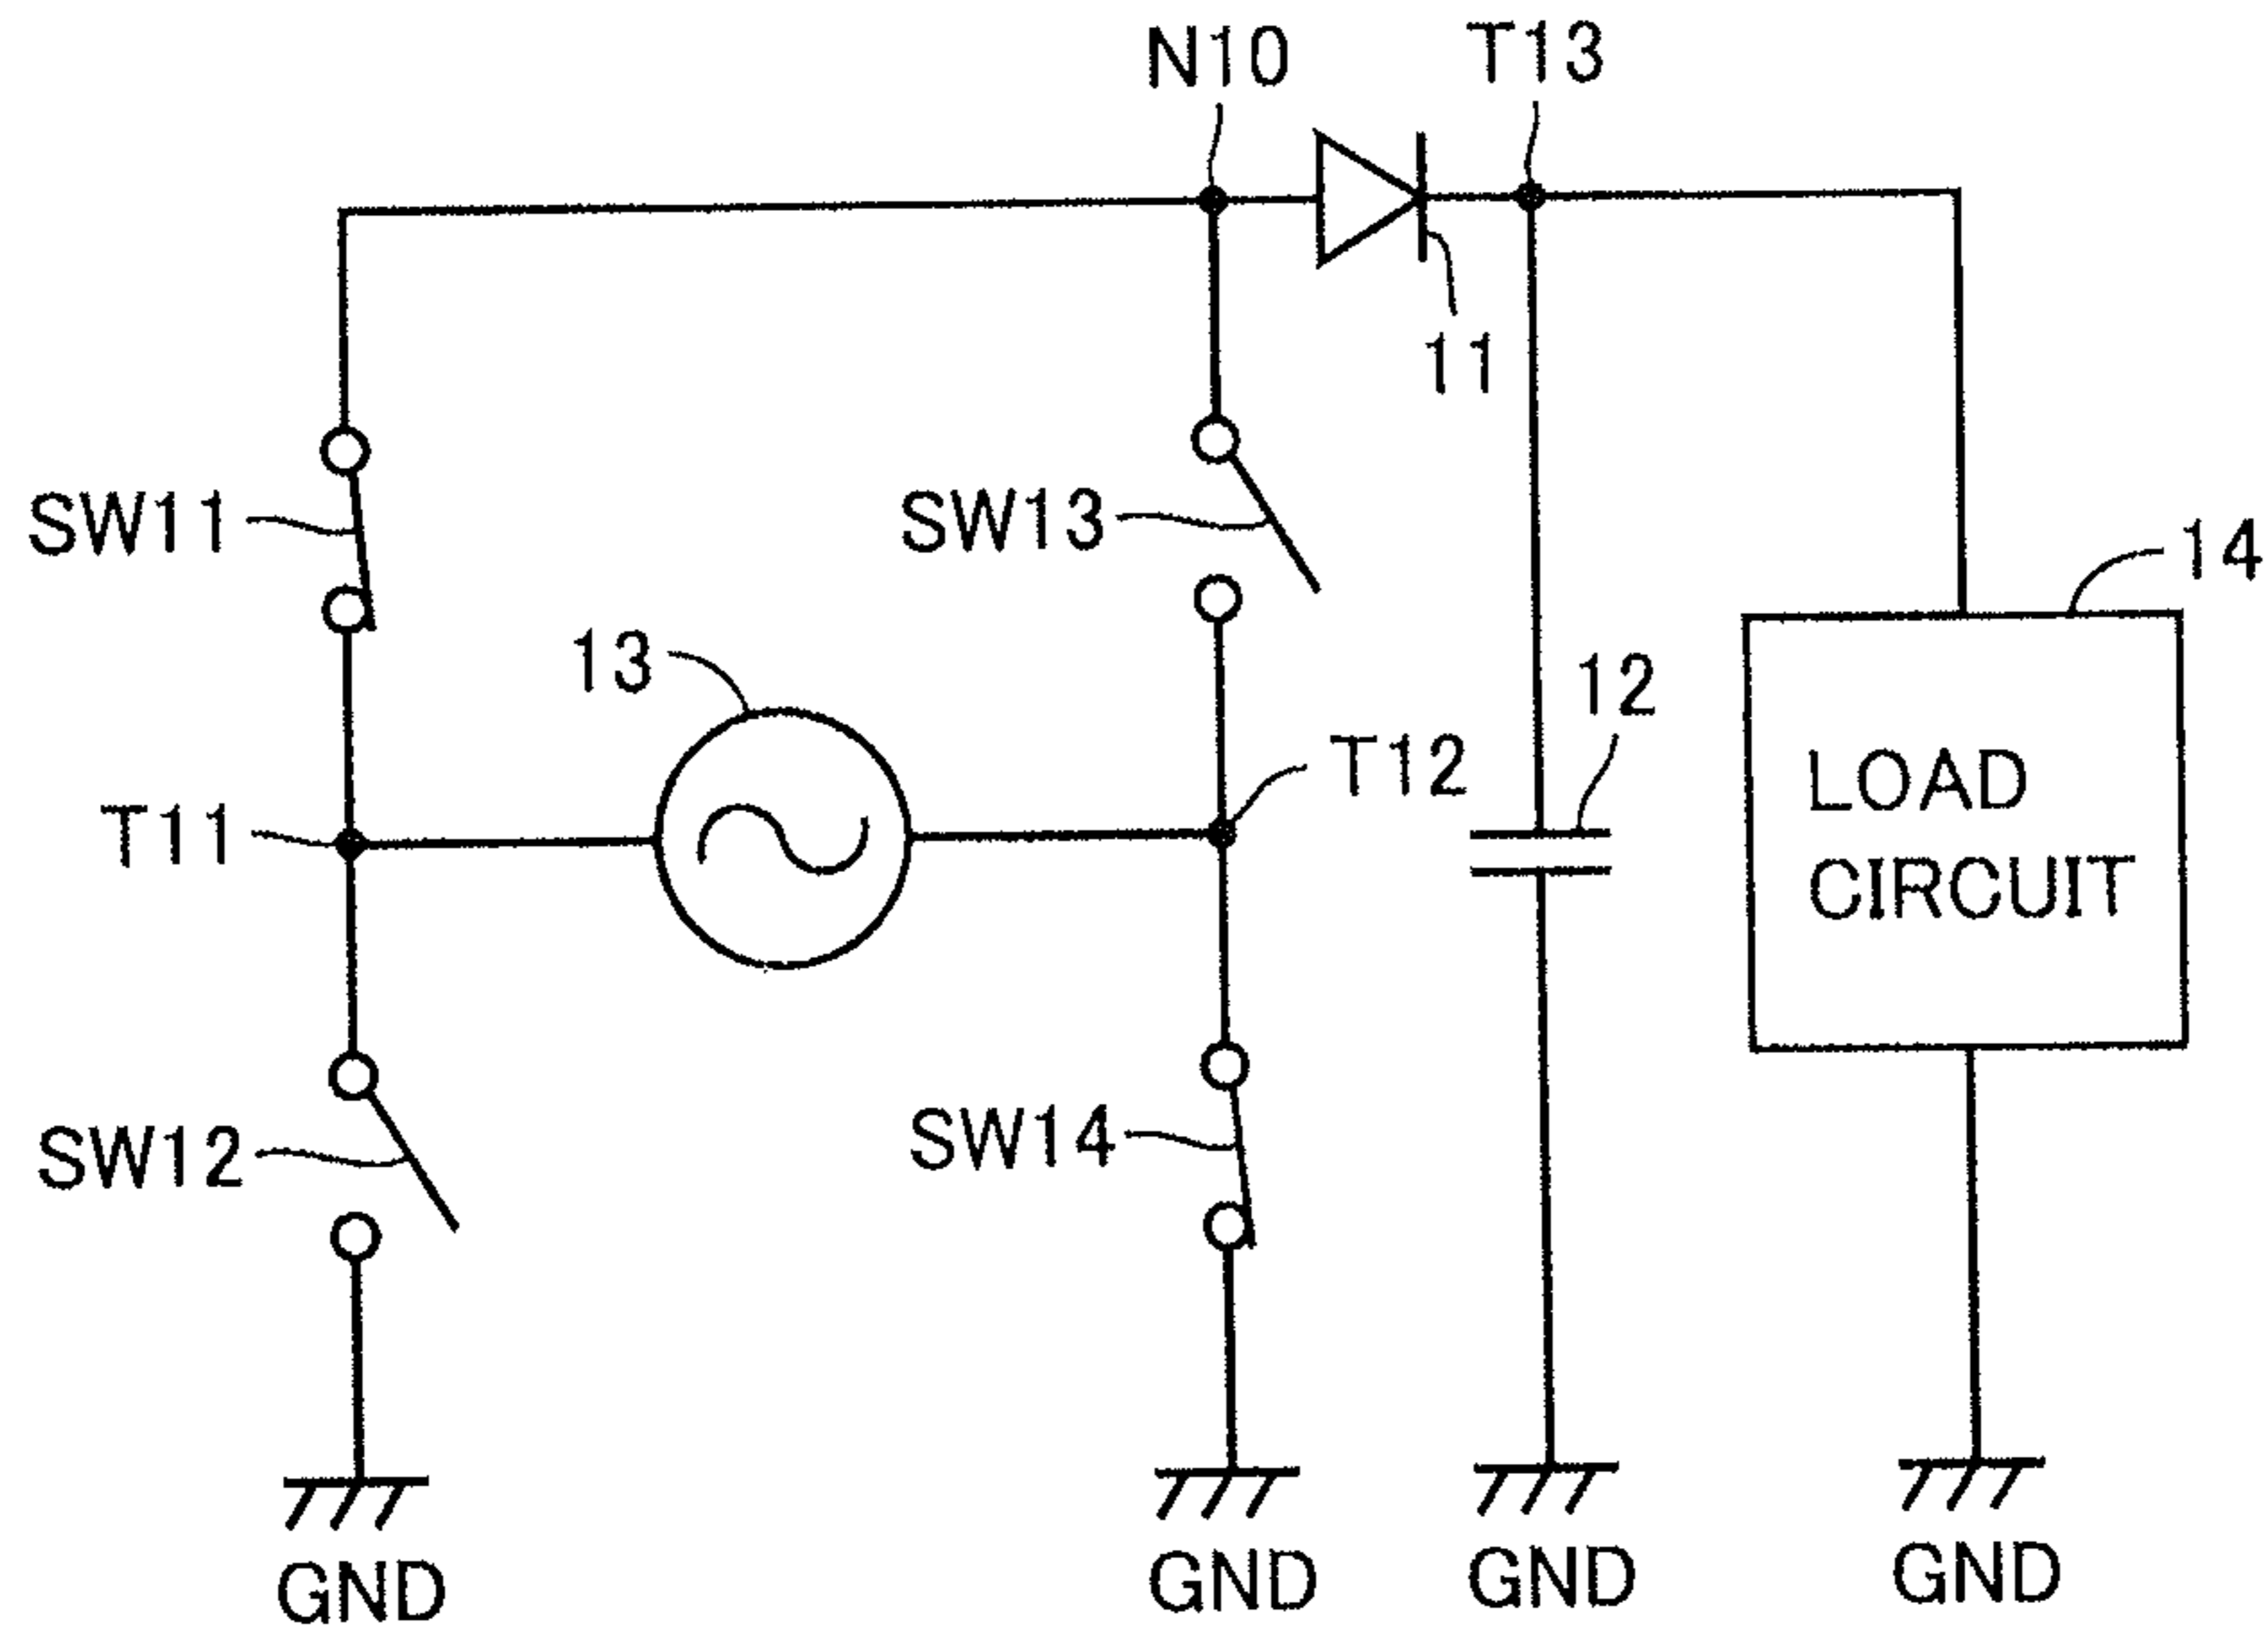 N10
T13
11
SW11
SW13
14
13
12
T12
T11
LOAD
CIRCUIT
SW12
SW14
GND
GND
GND
GND